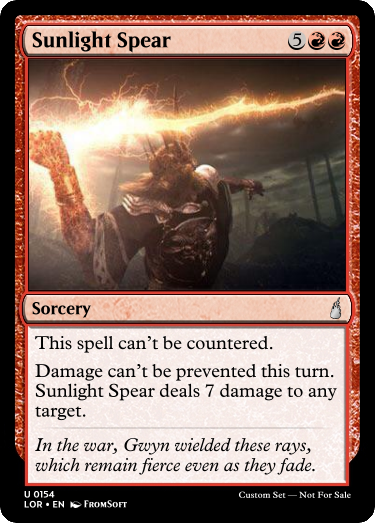 Sunlight Spear 5
Sorcery
This spell can't be countered.
Damage can't be prevented this turn.
Sunlight Spear deals 7 damage to any
target.
In the war, Gwyn wielded these rays,
which remain fierce even as they fade.
U 0154
LOR • EN FROMSOFT
Custom Set — Not For Sale